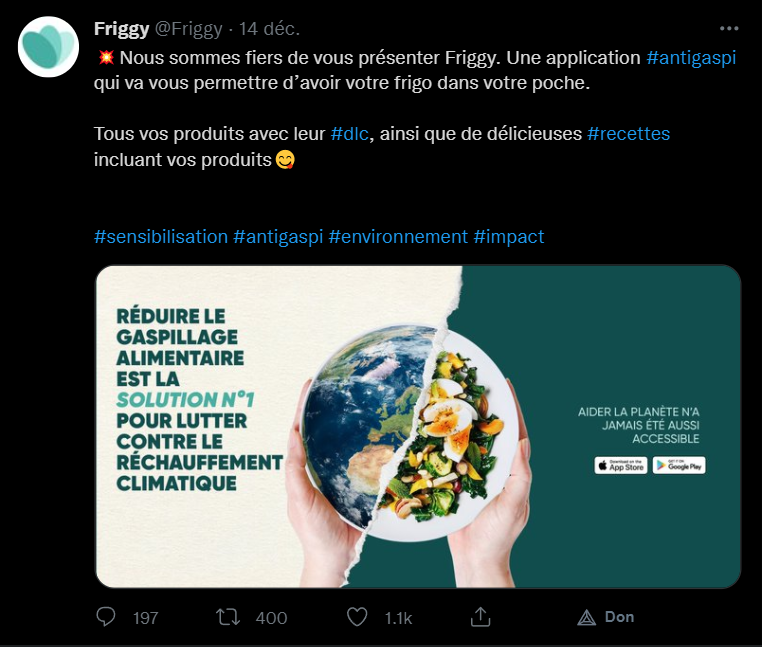 Friggy @Friggy · 14 déc.
💥 Nous sommes fiers de vous présenter Friggy. Une application #antigaspi
qui va vous permettre d’avoir votre frigo dans votre poche.
Tous vos produits avec leur #dlc, ainsi que de délicieuses #recettes
incluant vos produits😋
#sensibilisation #antigaspi #environnement #impact
RÉDUIRE LE
GASPILLAGE
ALIMENTAIRE
EST LA
SOLUTION N°1
POUR LUTTER
CONTRE LE
RÉCHAUFFEMENT
CLIMATIQUE
AIDER LA PLANÈTE N'A
JAMAIS ÉTÉ AUSSI
ACCESSIBLE
Download on the
App Store
GET IT ON
Google Play
197 400 1.1k Don